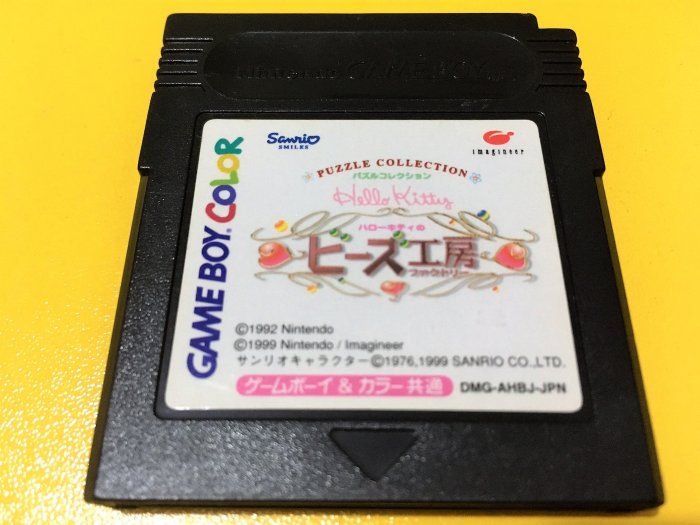 Nintendo GAME BOY
GAME BOY COLOR
Sanrio
SMILES
imagineer
PUZZLE COLLECTION
パズルコレクション
Hello Kitty
ハローキティの
ビーズ工房
ファクトリー
©1992 Nintendo
©1999 Nintendo / Imagineer
サンリオキャラクター©1976,1999 SANRIO CO.,LTD.
ゲームボーイ & カラー 共通 DMG-AHBJ-JPN